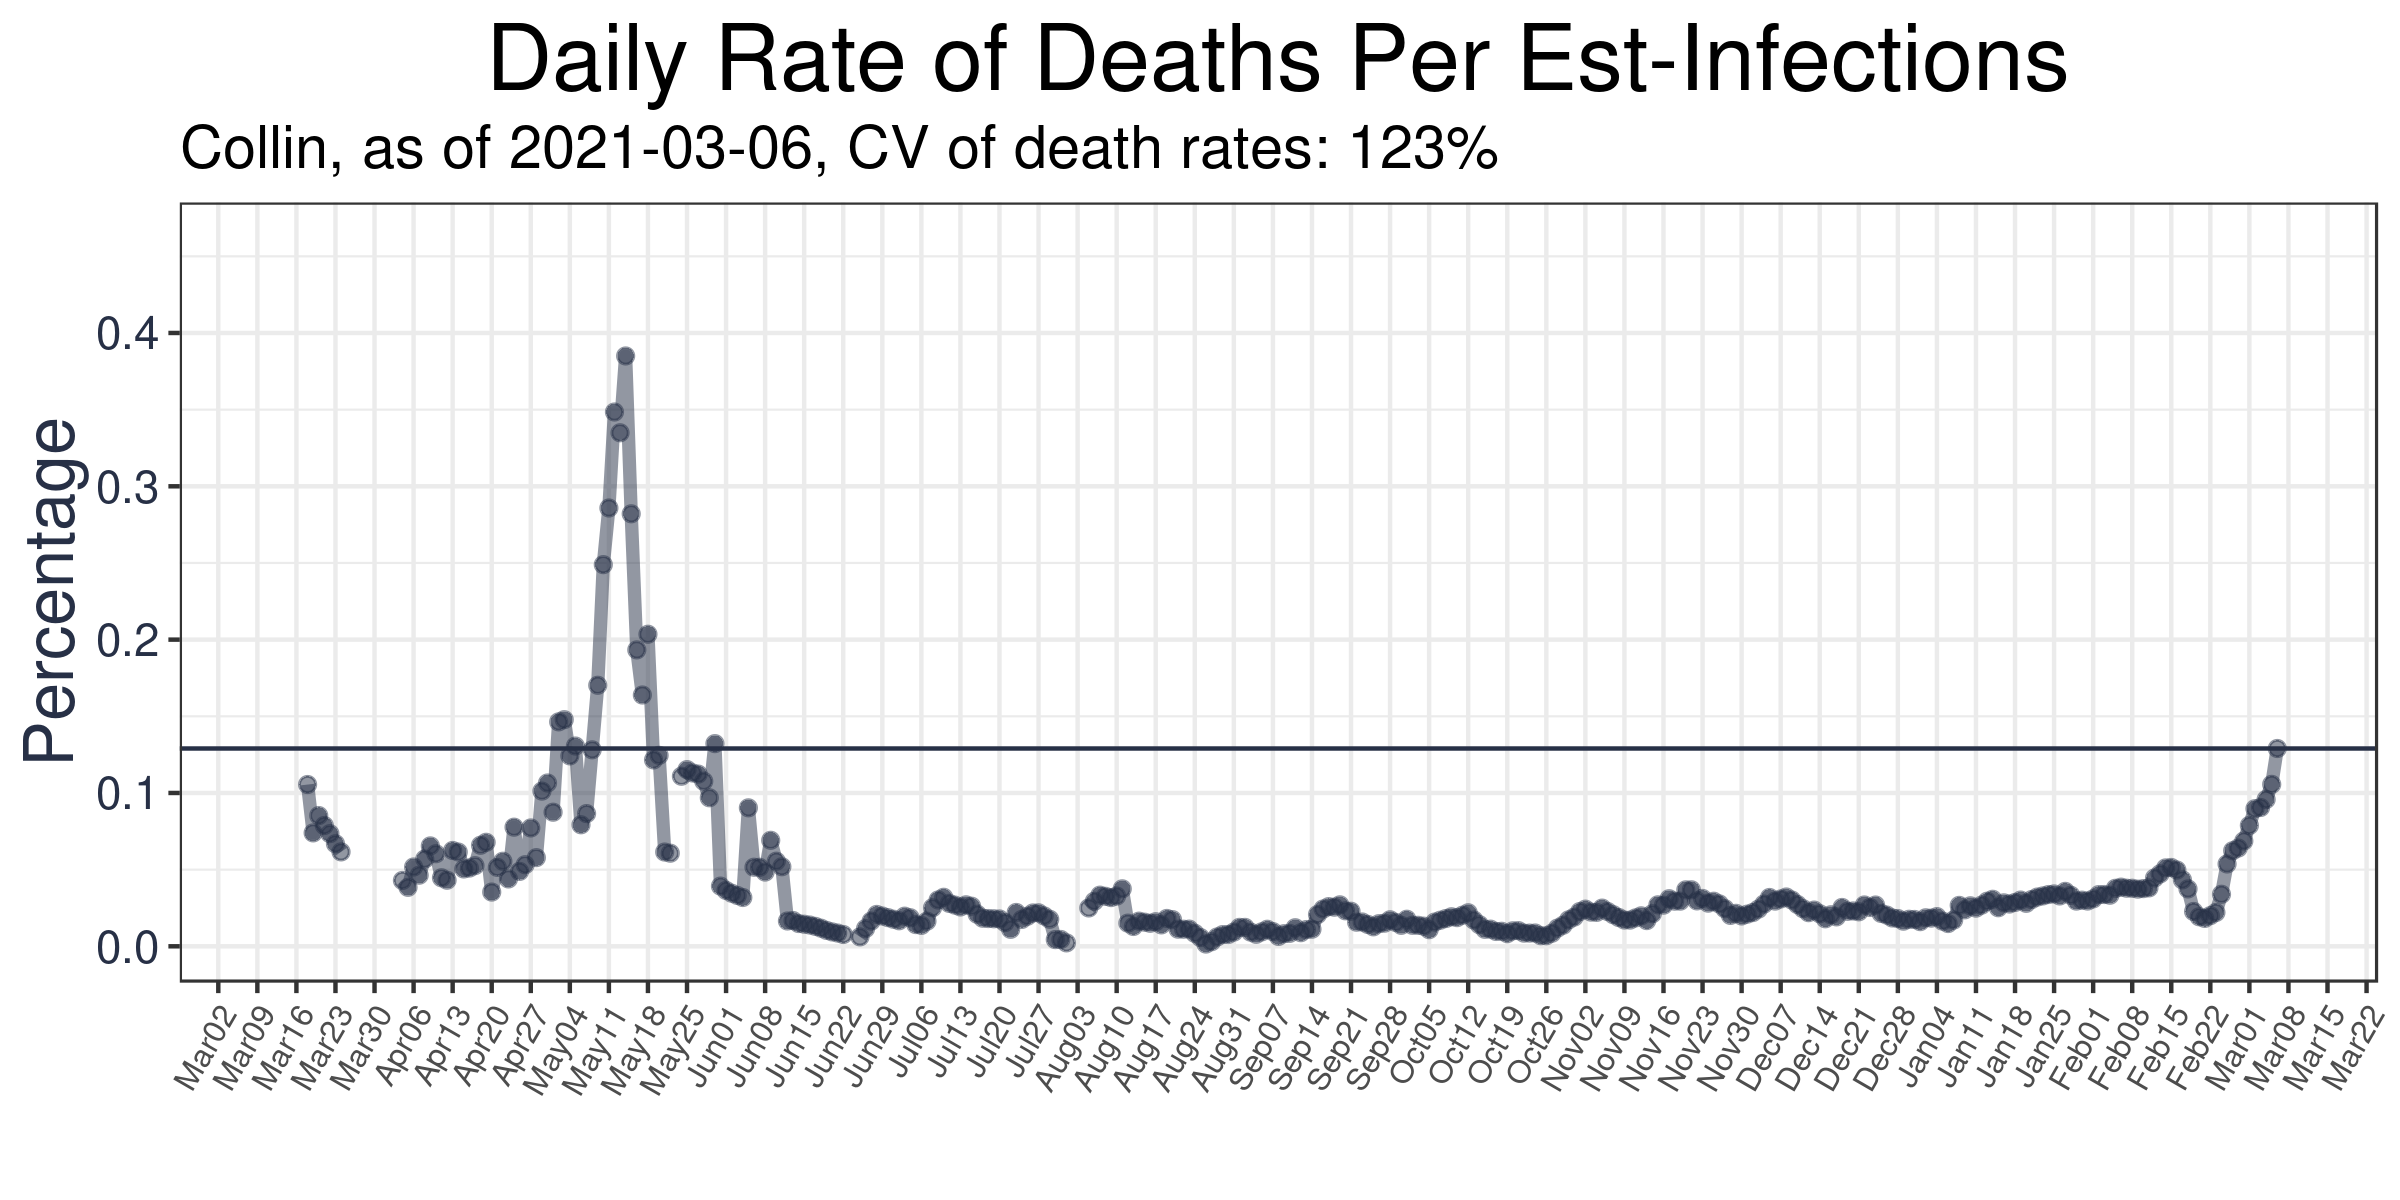 Daily Rate of Deaths Per Est-Infections
Collin, as of 2021-03-06, CV of death rates: 123%
Percentage
0.4
0.3
0.2
0.1
0.0
Mar02 Mar09 Mar16 Mar23 Mar30 Apr06 Apr13 Apr20 Apr27 May04 May11 May18 May25 Jun01 Jun08 Jun15 Jun22 Jun29 Jul06 Jul13 Jul20 Jul27 Aug03 Aug10 Aug17 Aug24 Aug31 Sep07 Sep14 Sep21 Sep28 Oct05 Oct12 Oct19 Oct26 Nov02 Nov09 Nov16 Nov23 Nov30 Dec07 Dec14 Dec21 Dec28 Jan04 Jan11 Jan18 Jan25 Feb01 Feb08 Feb15 Feb22 Mar01 Mar08 Mar15 Mar22